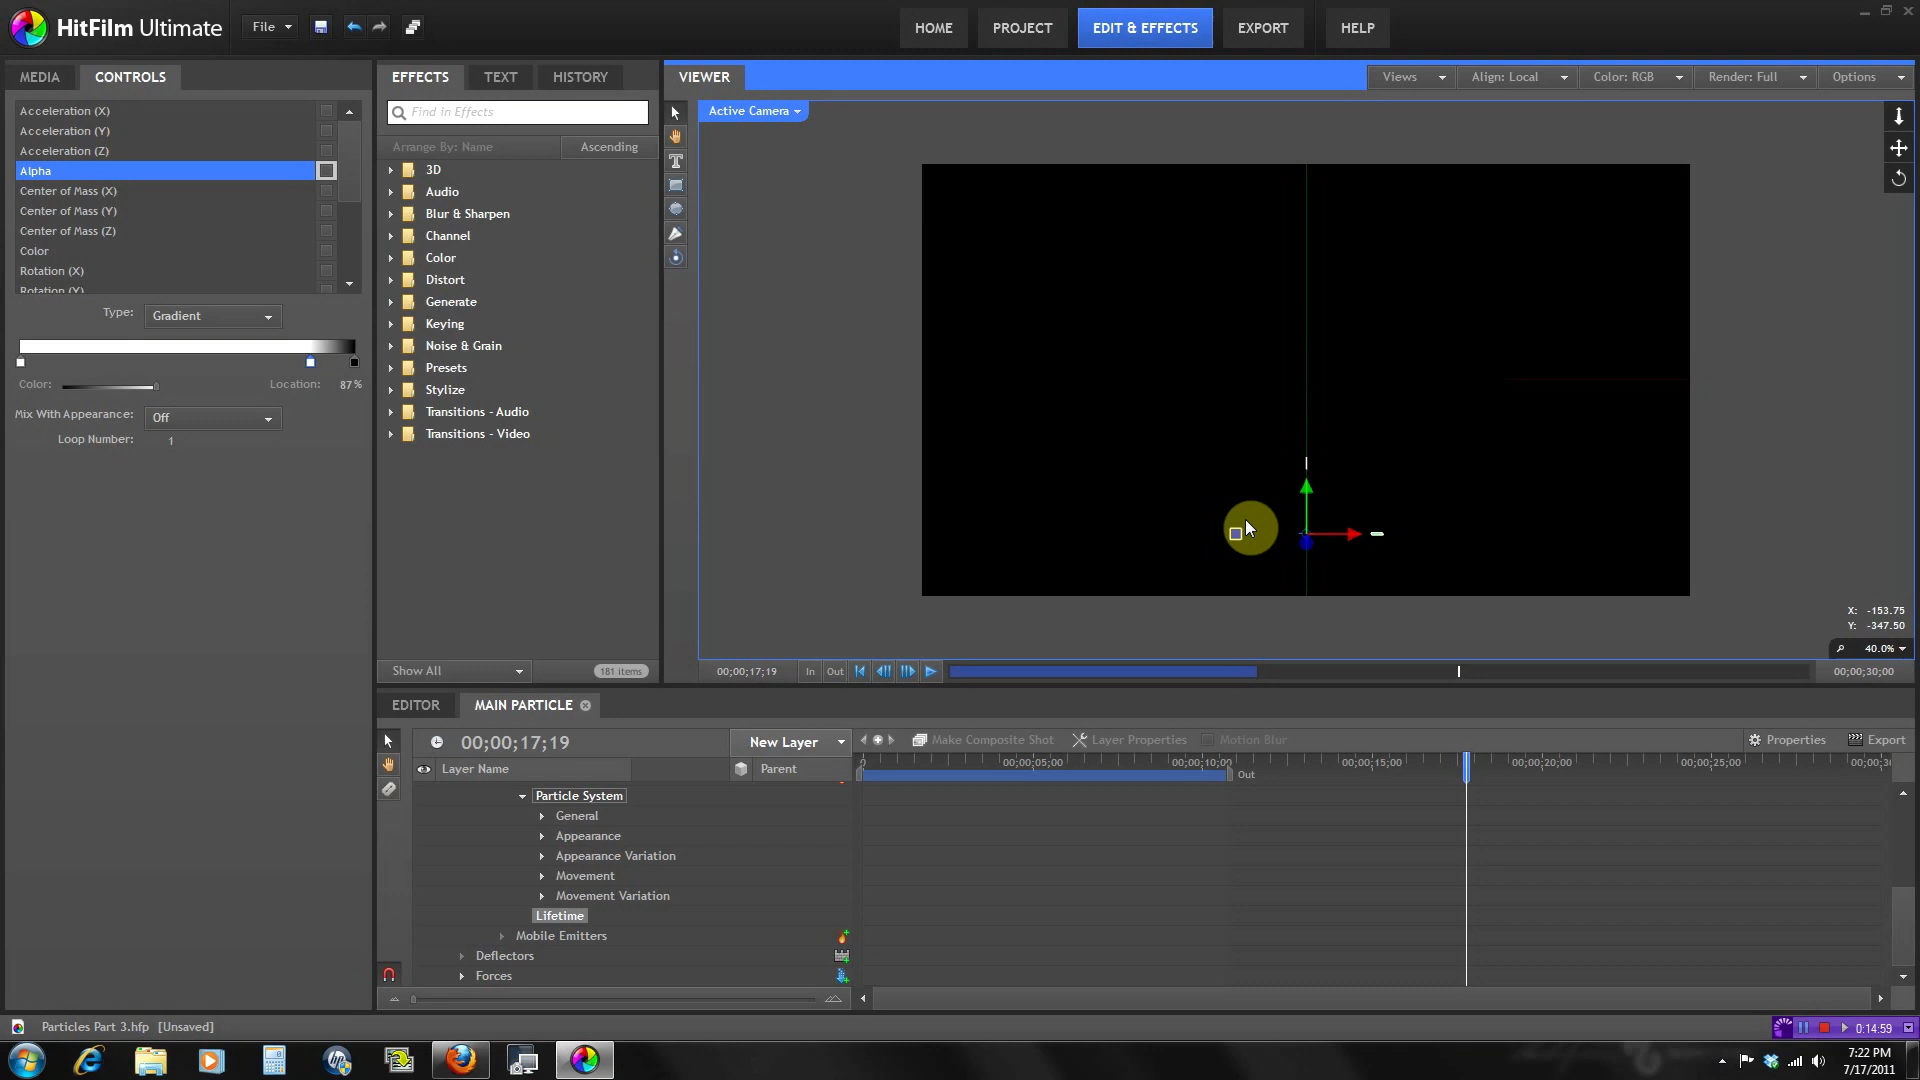 HitFilm Ultimate
File
HOME
PROJECT
EDIT & EFFECTS
EXPORT
HELP
MEDIA
CONTROLS
Acceleration (X)
Acceleration (Y)
Acceleration (Z)
Alpha
Center of Mass (X)
Center of Mass (Y)
Center of Mass (Z)
Color
Rotation (X)
Rotation (Y)
Type: Gradient
Color: Location: 87%
Mix With Appearance: Off
Loop Number: 1
EFFECTS
TEXT
HISTORY
Find in Effects
Arrange By: Name
Ascending
3D
Audio
Blur & Sharpen
Channel
Color
Distort
Generate
Keying
Noise & Grain
Presets
Stylize
Transitions - Audio
Transitions - Video
Show All
181 items
VIEWER
Views
Align: Local
Color: RGB
Render: Full
Options
Active Camera
X: -153.75
Y: -347.50
40.0%
00;00;17;19
In
Out
00;00;30;00
EDITOR
MAIN PARTICLE
00;00;17;19
New Layer
Make Composite Shot
Layer Properties
Motion Blur
Properties
Export
Layer Name
Parent
0
00;00;05;00
00;00;10;00
00;00;15;00
00;00;20;00
00;00;25;00
Out
Particle System
General
Appearance
Appearance Variation
Movement
Movement Variation
Lifetime
Mobile Emitters
Deflectors
Forces
Particles Part 3.hfp [Unsaved]
0:14:59
7:22 PM
7/17/2011